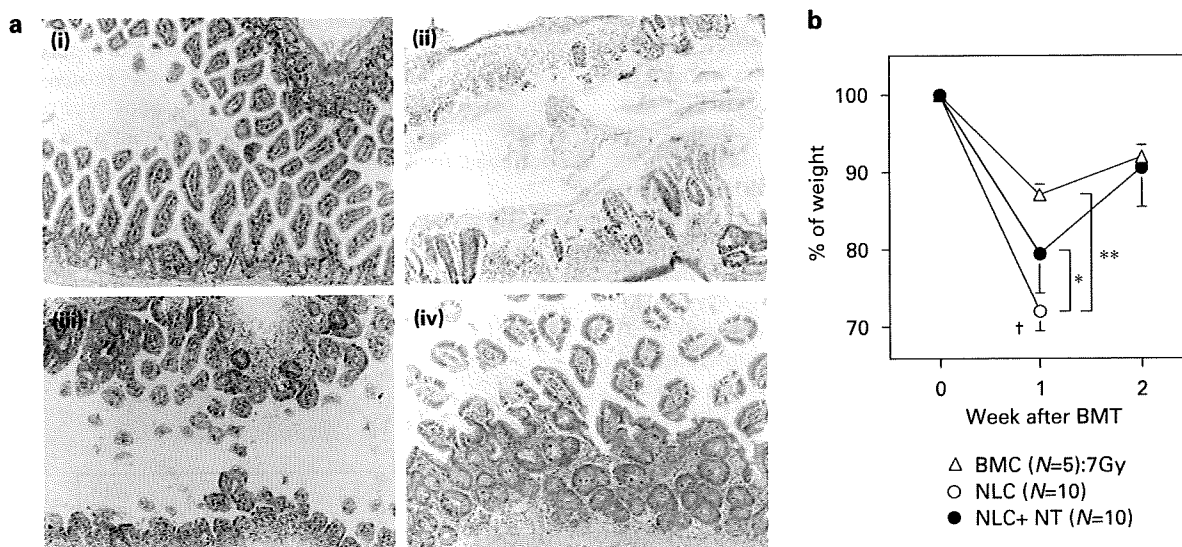 a
(i)
(ii)
(iii)
(iv)
b
% of weight
100
90
80
70
*
**
†
0
1
2
Week after BMT
△ BMC (N=5):7Gy
○ NLC (N=10)
● NLC+ NT (N=10)